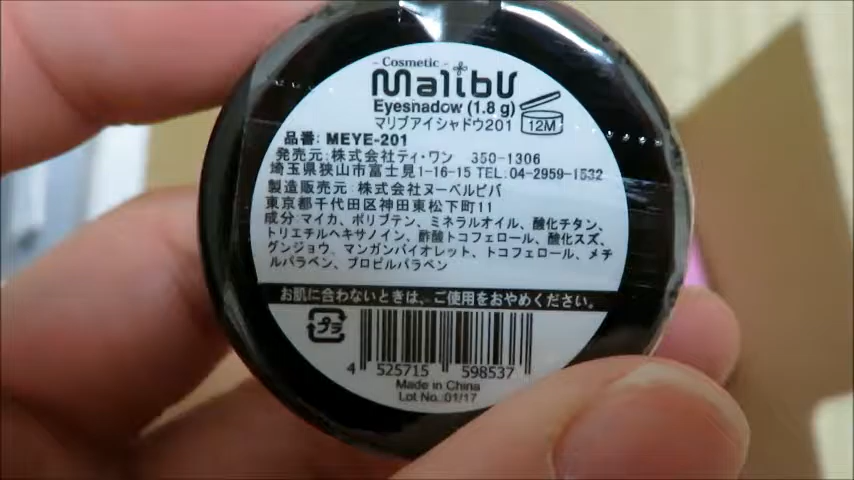 Cosmetic
Malibu
Eyesnadow (1.8 g)
マリブアイシャドウ201
12M
品番: MEYE-201
発売元:株式会社ティ・ワン 350-1306
埼玉県狭山市富士見1-16-15 TEL:04-2959-1532
製造販売元:株式会社ヌーベルビバ
東京都千代田区神田東松下町11
成分:マイカ、ポリブテン、ミネラルオイル、酸化チタン、
トリエチルヘキサノイン、酢酸トコフェロール、酸化スズ、
グンジョウ、マンガンバイオレット、トコフェロール、メチ
ルパラベン、プロピルパラベン
お肌に合わないときは、ご使用をおやめください。
プラ
4 525715 598537
Made in China
Lot No.:01/17